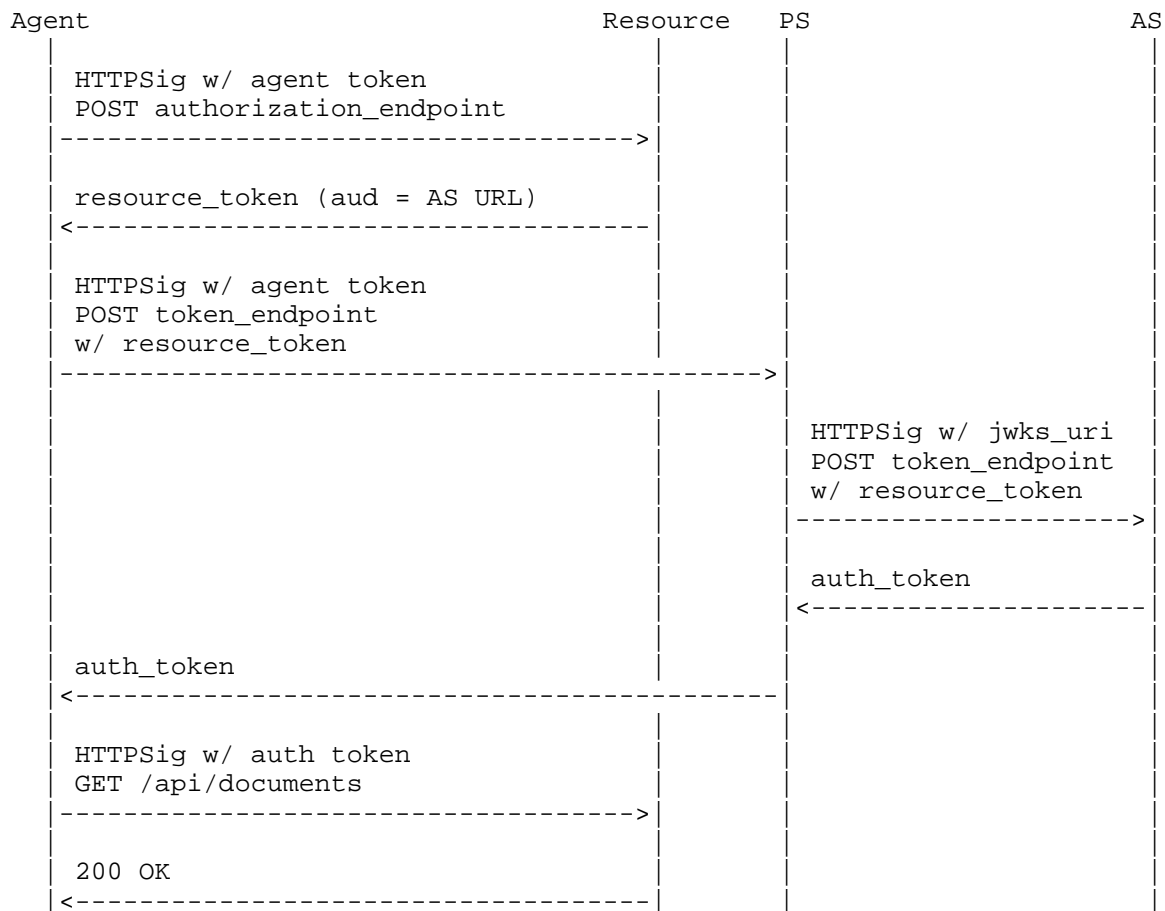 Agent Resource PS AS
HTTPSig w/ agent token
POST authorization_endpoint
resource_token (aud = AS URL)
HTTPSig w/ agent token
POST token_endpoint
w/ resource_token
HTTPSig w/ jwks_uri
POST token_endpoint
w/ resource_token
auth_token
auth_token
HTTPSig w/ auth token
GET /api/documents
200 OK